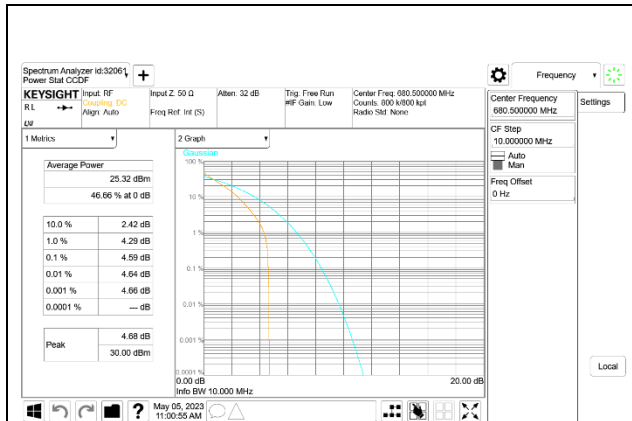 Spectrum Analyzer id:32061
Power Stat CCDF
Frequency
KEYSIGHT
RL
Input: RF
Coupling: DC
Align: Auto
Input Z: 50 Ω
Freq Ref: Int (S)
Atten: 32 dB
Trig: Free Run
#IF Gain: Low
Center Freq: 680.500000 MHz
Counts: 800 k/800 kpt
Radio Std: None
Center Frequency
680.500000 MHz
Settings
CF Step
10.000000 MHz
Auto
Man
Freq Offset
0 Hz
1 Metrics
Average Power
25.32 dBm
46.66 % at 0 dB
10.0 % 2.42 dB
1.0 % 4.29 dB
0.1 % 4.59 dB
0.01 % 4.64 dB
0.001 % 4.66 dB
0.0001 % --- dB
Peak
4.68 dB
30.00 dBm
2 Graph
Gaussian
100 %
10 %
1 %
0.1 %
0.01 %
0.001 %
0.0001 %
0.00 dB
20.00 dB
Info BW 10.000 MHz
Local
?
May 05, 2023
11:00:55 AM